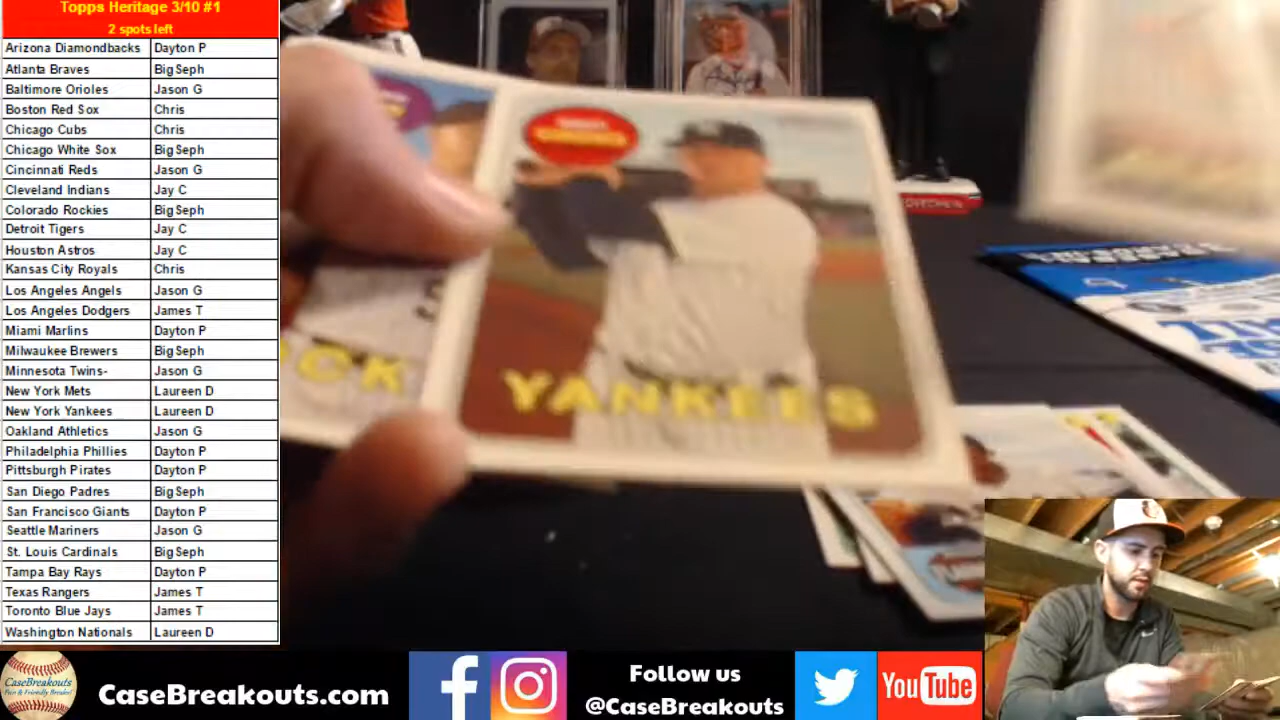 Topps Heritage 3/10 #1
2 spots left
Arizona Diamondbacks Dayton P
Atlanta Braves Big Seph
Baltimore Orioles Jason G
Boston Red Sox Chris
Chicago Cubs Chris
Chicago White Sox Big Seph
Cincinnati Reds Jason G
Cleveland Indians Jay C
Colorado Rockies Big Seph
Detroit Tigers Jay C
Houston Astros Jay C
Kansas City Royals Chris
Los Angeles Angels Jason G
Los Angeles Dodgers James T
Miami Marlins Dayton P
Milwaukee Brewers Big Seph
Minnesota Twins- Jason G
New York Mets Laureen D
New York Yankees Laureen D
Oakland Athletics Jason G
Philadelphia Phillies Dayton P
Pittsburgh Pirates Dayton P
San Diego Padres Big Seph
San Francisco Giants Dayton P
Seattle Mariners Jason G
St. Louis Cardinals Big Seph
Tampa Bay Rays Dayton P
Texas Rangers James T
Toronto Blue Jays James T
Washington Nationals Laureen D
YANKEES
CK
CaseBreakouts
Fun & Friendly Breaks!
CaseBreakouts.com
Follow us
@CaseBreakouts
YouTube